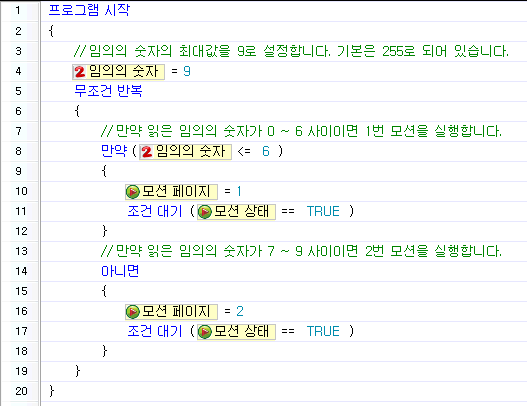 1 프로그램 시작
2 {
3 //임의의 숫자의 최대값을 9로 설정합니다. 기본은 255로 되어 있습니다.
4 2 임의의 숫자 = 9
5 무조건 반복
6 {
7 //만약 읽은 임의의 숫자가 0 ~ 6 사이이면 1번 모션을 실행합니다.
8 만약 ( 2 임의의 숫자 <= 6 )
9 {
10 모션 페이지 = 1
11 조건 대기 ( 모션 상태 == TRUE )
12 }
13 //만약 읽은 임의의 숫자가 7 ~ 9 사이이면 2번 모션을 실행합니다.
14 아니면
15 {
16 모션 페이지 = 2
17 조건 대기 ( 모션 상태 == TRUE )
18 }
19 }
20 }